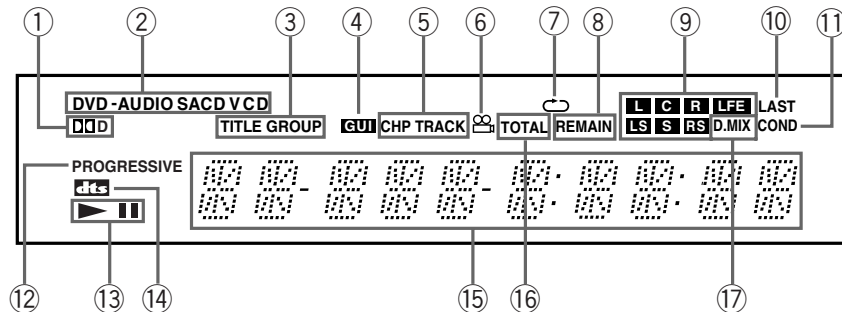 ① ② ③ ④ ⑤ ⑥ ⑦ ⑧ ⑨ ⑩ ⑪
DVD-AUDIO SACD VCD
L C R LFE LAST
D TITLE GROUP GUI CHP TRACK TOTAL REMAIN LS S RS D.MIX COND
PROGRESSIVE
dts
⑫ ⑬ ⑭ ⑮ ⑯ ⑰